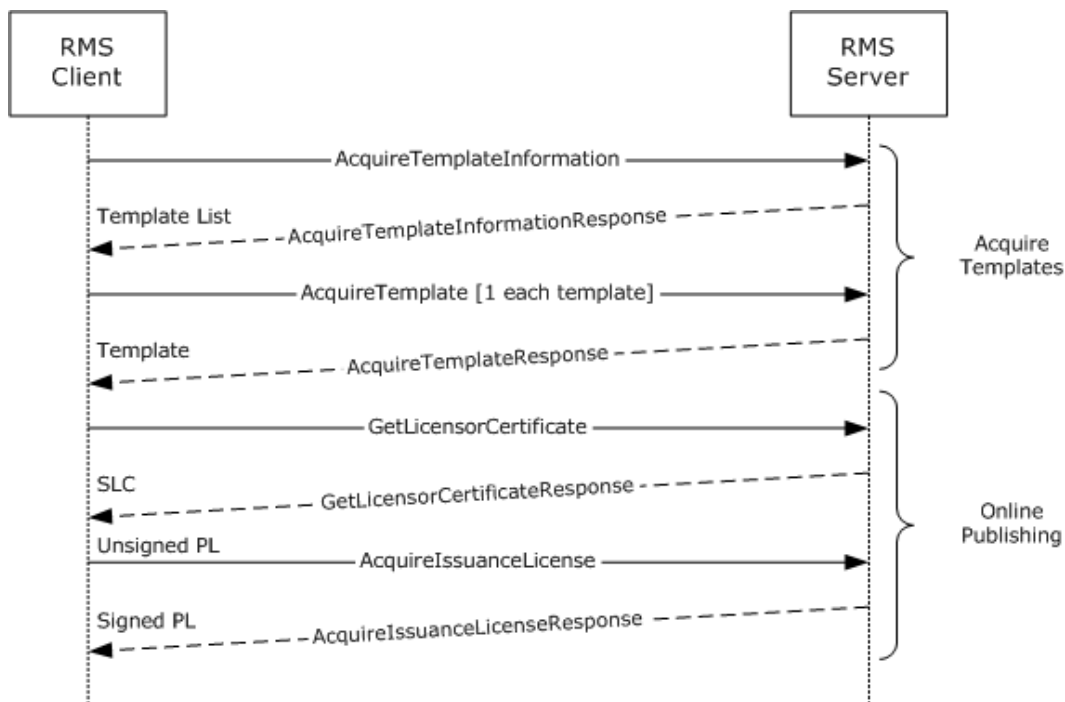 RMS
Client
RMS
Server
AcquireTemplateInformation
Template List
AcquireTemplateInformationResponse
Acquire
Templates
AcquireTemplate [1 each template]
Template
AcquireTemplateResponse
GetLicensorCertificate
SLC
GetLicensorCertificateResponse
Online
Publishing
Unsigned PL
AcquireIssuanceLicense
Signed PL
AcquireIssuanceLicenseResponse